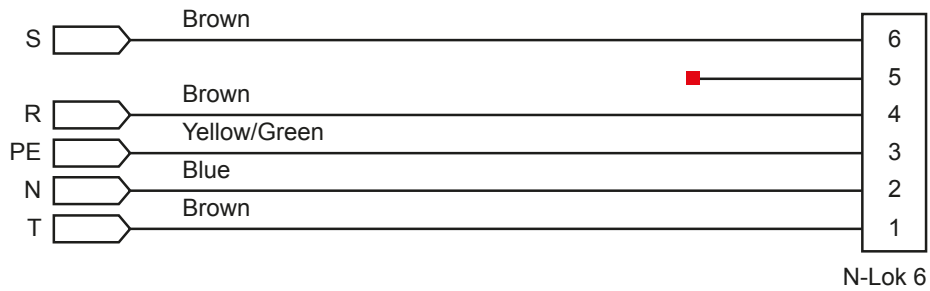 Brown
S 6
5
Brown
R 4
Yellow/Green
PE 3
Blue
N 2
Brown
T 1
N-Lok 6